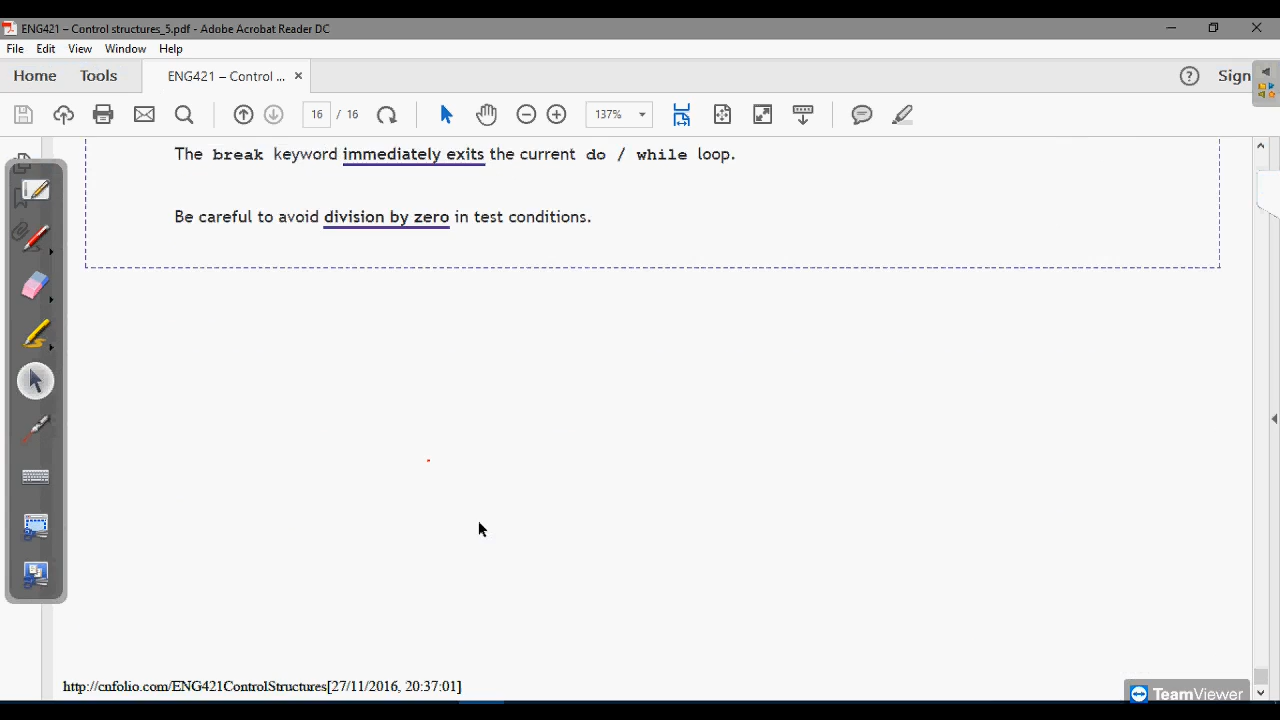 ENG421 – Control structures_5.pdf - Adobe Acrobat Reader DC
File Edit View Window Help
Home Tools ENG421 – Control ... × ? Sign
16 / 16 137%
The break keyword immediately exits the current do / while loop.
Be careful to avoid division by zero in test conditions.
http://cnfolio.com/ENG421ControlStructures[27/11/2016, 20:37:01]
TeamViewer